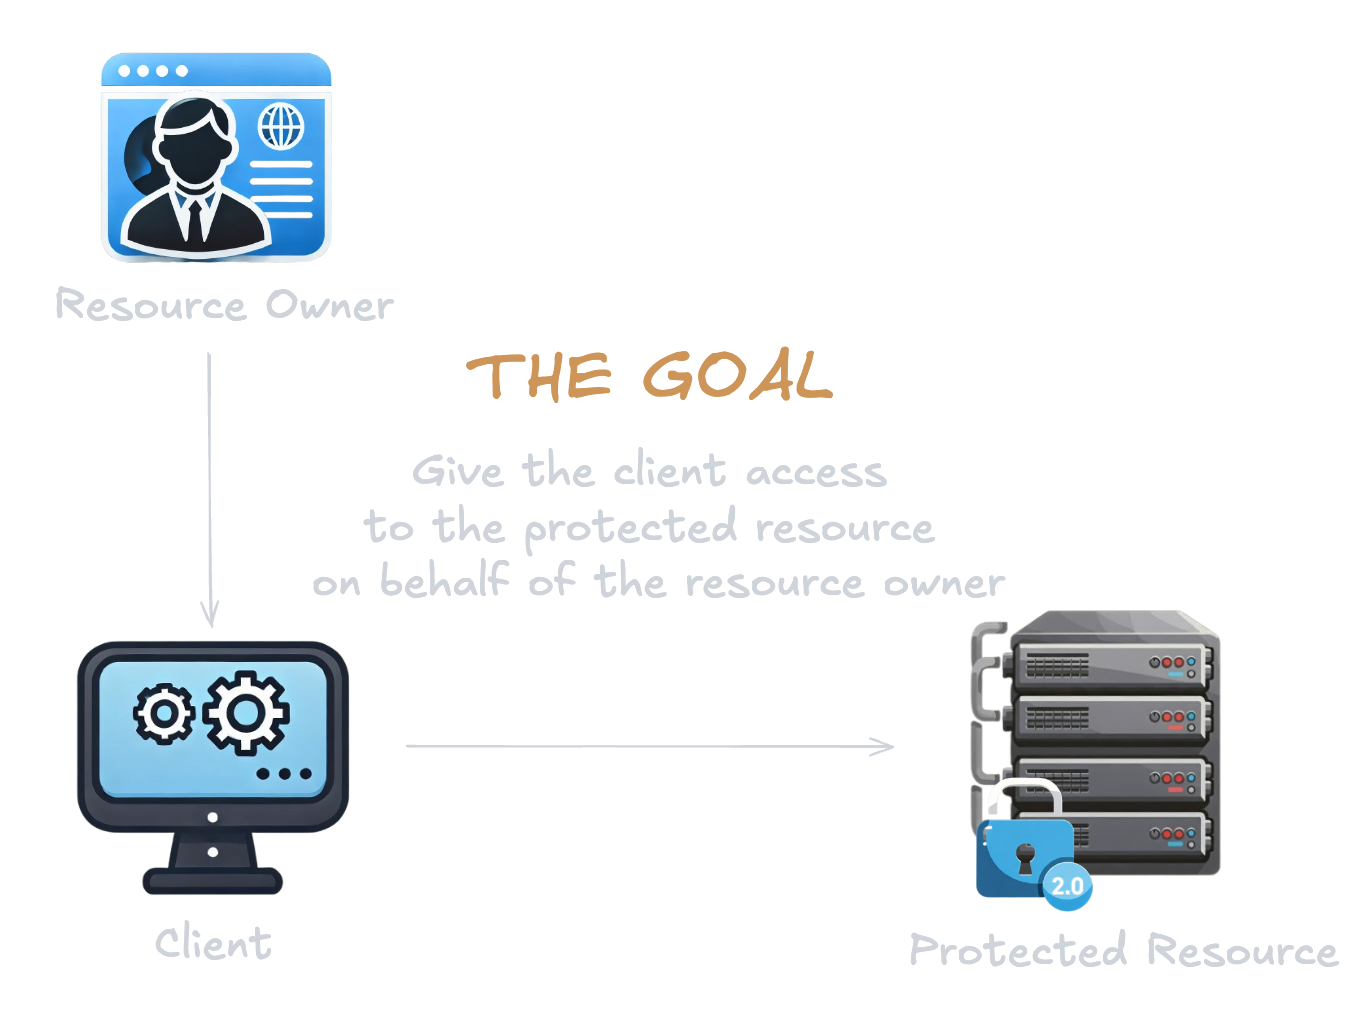 Resource Owner
THE GOAL
Give the client access
to the protected resource
on behalf of the resource owner
2.0
Client
Protected Resource